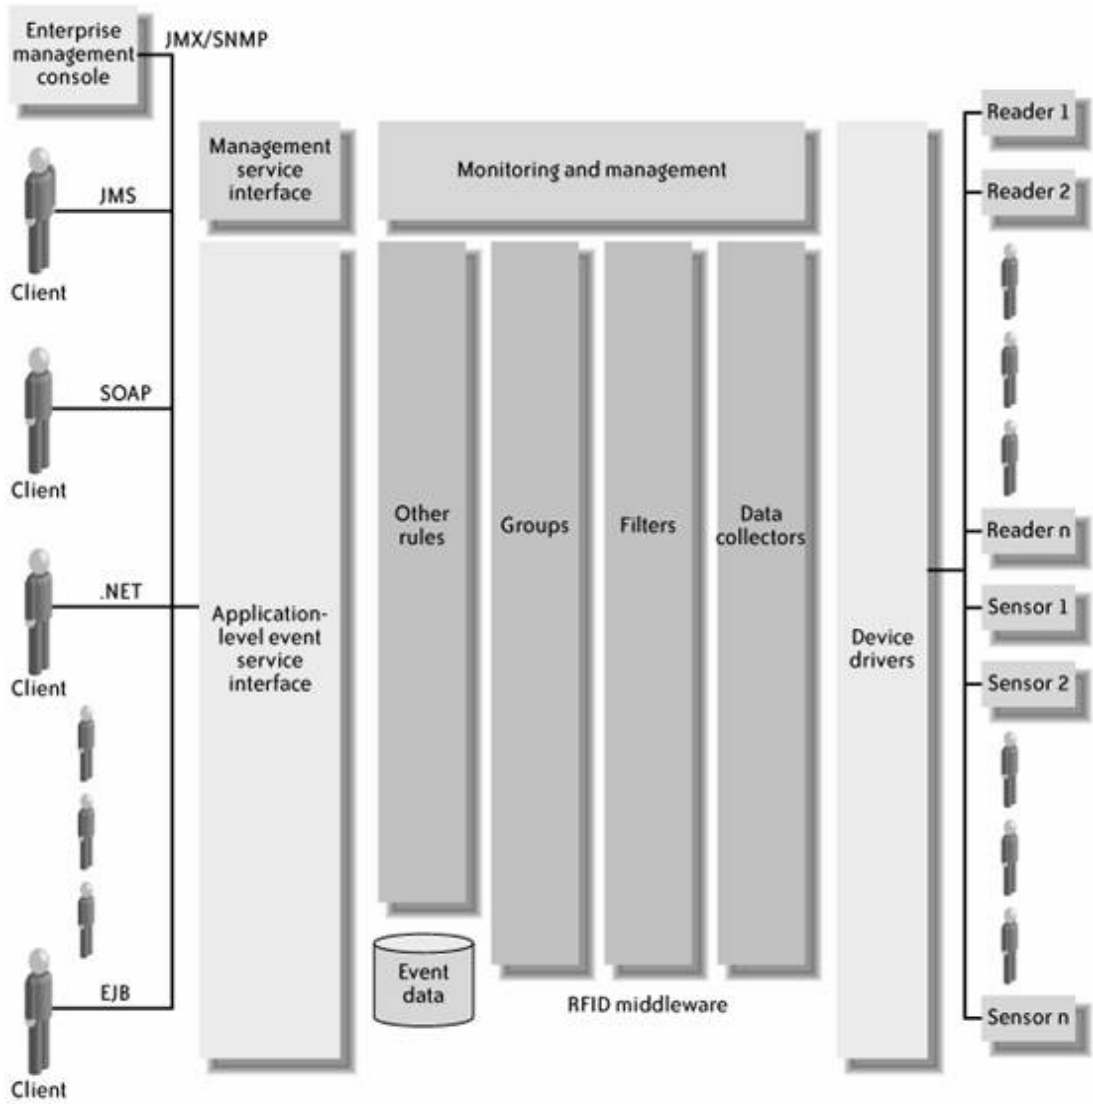 Enterprise
management
console
JMX/SNMP
JMS
Client
SOAP
Client
.NET
Client
EJB
Client
Management
service
interface
Application-
level event
service
interface
Monitoring and management
Other
rules
Groups
Filters
Data
collectors
Event
data
RFID middleware
Device
drivers
Reader 1
Reader 2
Reader n
Sensor 1
Sensor 2
Sensor n